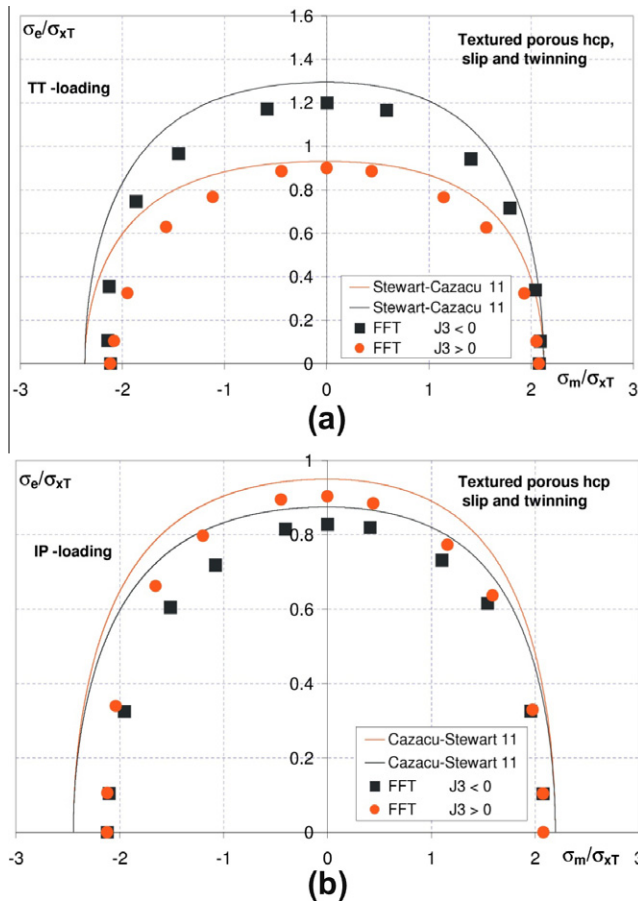 σe/σxT
1.6
Textured porous hcp,
slip and twinning
1.4
TT -loading
1.2
1
0.8
0.6
Stewart-Cazacu 11
0.4
Stewart-Cazacu 11
FFT J3 < 0
0.2
FFT J3 > 0
0
σm/σxT
-3 -2 -1 0 1 2 3
(a)
σe/σxT
1
Textured porous hcp
slip and twinning
0.8
IP -loading
0.6
0.4
Cazacu-Stewart 11
Cazacu-Stewart 11
0.2
FFT J3 < 0
FFT J3 > 0
0
σm/σxT
-3 -2 -1 0 1 2 3
(b)